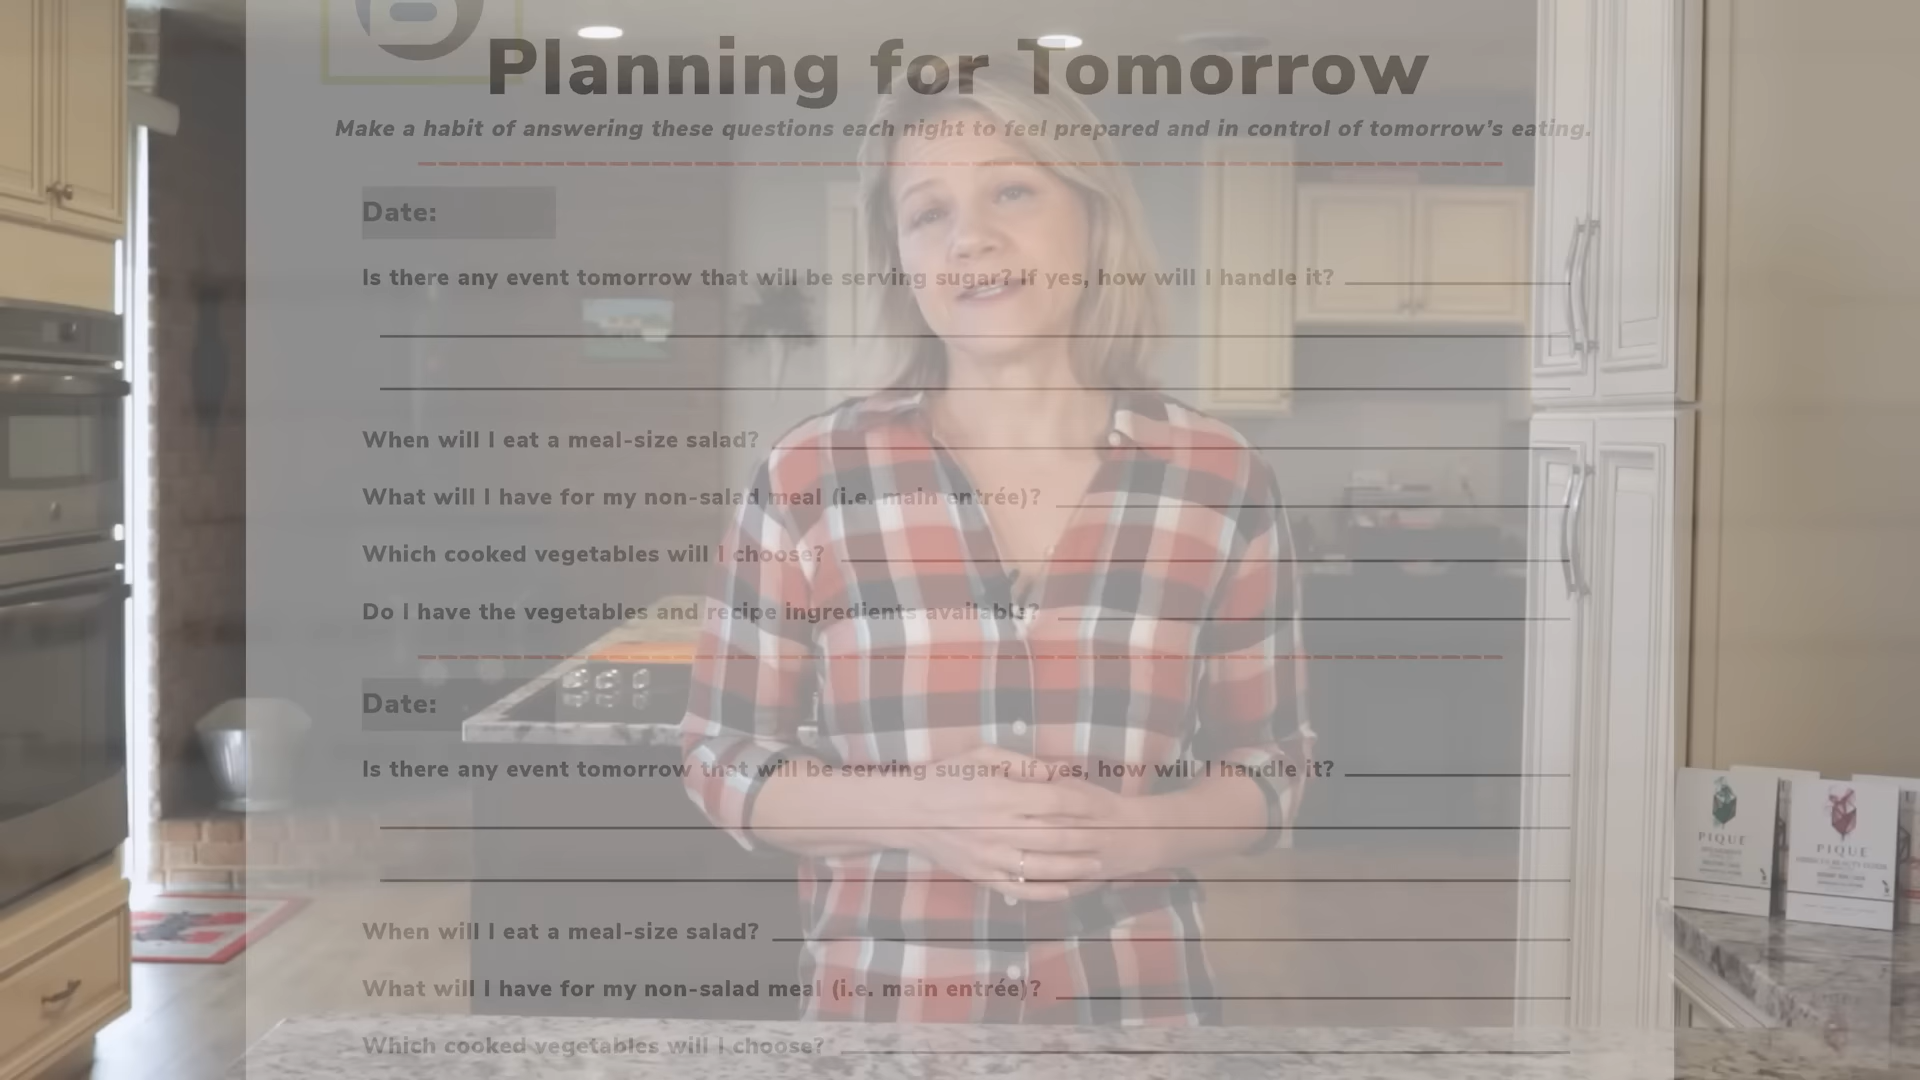 Planning for Tomorrow
Make a habit of answering these questions each night to feel prepared and in control of tomorrow's eating.
Date:
Is there any event tomorrow that will be serving sugar? If yes, how will I handle it?
When will I eat a meal-size salad?
What will I have for my non-salad meal (i.e. main entrée)?
Which cooked vegetables will I choose?
Do I have the vegetables and recipe ingredients available?
Date:
Is there any event tomorrow that will be serving sugar? If yes, how will I handle it?
When will I eat a meal-size salad?
What will I have for my non-salad meal (i.e. main entrée)?
Which cooked vegetables will I choose?
PIQUE
PIQUE